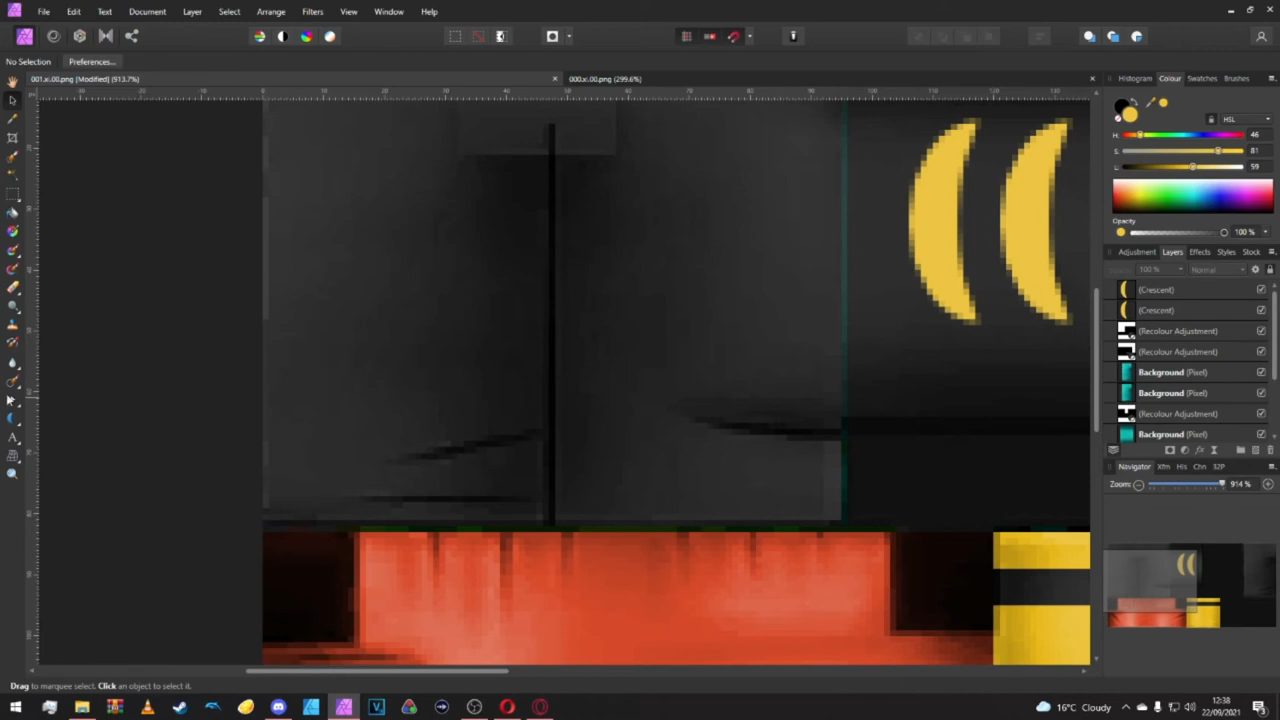 File Edit Text Document Layer Select Arrange Filters View Window Help
No Selection Preferences...
001.xi.00.png [Modified] (913.7%)
000.xi.00.png (299.6%)
Histogram Colour Swatches Brushes
HSL
H: 46
S: 81
L: 59
Opacity
100 %
Adjustment Layers Effects Styles Stock
100 % Normal
(Crescent)
(Crescent)
(Recolour Adjustment)
(Recolour Adjustment)
Background (Pixel)
Background (Pixel)
(Recolour Adjustment)
Background (Pixel)
Navigator Xfm His Chn 32P
Zoom: 914 %
Drag to marquee select. Click an object to select it.
16°C Cloudy
12:38
22/09/2021